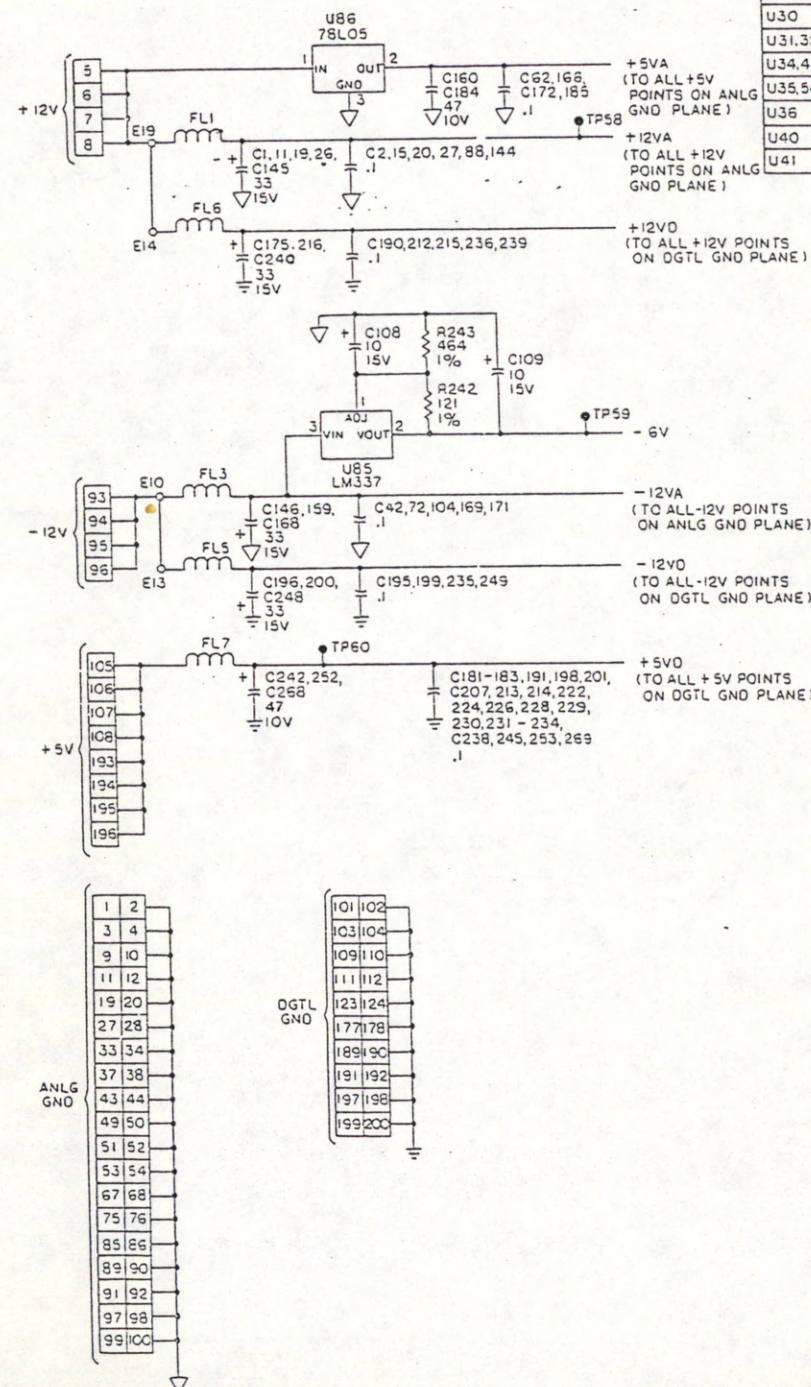 U86
78L05
1
IN
OUT
2
GND
3
5
6
7
8
+12V
C160
C184
47
10V
C62,166,
C172,185
.1
+5VA
(TO ALL +5V
POINTS ON ANLG
GND PLANE)
U30
U34,4
U36
U40
U41
E19
FL1
TP58
- +
C1,11,19,26,
C145
33
15V
C2,15,20,27,88,144
.1
+12VA
(TO ALL +12V
POINTS ON ANLG
GND PLANE)
E14
FL6
+
C175.216,
C240
33
15V
C190,212,215,236,239
.1
+12VD
(TO ALL +12V POINTS
ON DGTL GND PLANE)
+
C108
10
15V
R243
464
1%
+
C109
10
15V
R242
121
1%
1
ADJ
3
VIN VOUT
2
U85
LM337
TP59
-6V
93
94
95
96
-12V
E10
FL3
C146,159,
C168
+
33
15V
C42,72,104,169,171
.1
-12VA
(TO ALL-12V POINTS
ON ANLG GND PLANE)
E13
FL5
C196,200,
C248
+
33
15V
C195,199,235,249
.1
-12VD
(TO ALL-12V POINTS
ON DGTL GND PLANE)
105
106
107
108
193
194
195
196
+5V
FL7
TP60
+
C242,252,
C268
47
10V
C181-183,191,198,201,
C207,213,214,222,
224,226,228,229,
230,231-234,
C238,245,253,269
.1
+5VD
(TO ALL +5V POINTS
ON DGTL GND PLANE)
ANLG
GND
1 2
3 4
9 10
11 12
19 20
27 28
33 34
37 38
43 44
49 50
51 52
53 54
67 68
75 76
85 86
89 90
91 92
97 98
99 100
DGTL
GND
101 102
103 104
109 110
111 112
123 124
177 178
189 190
191 192
197 198
199 200